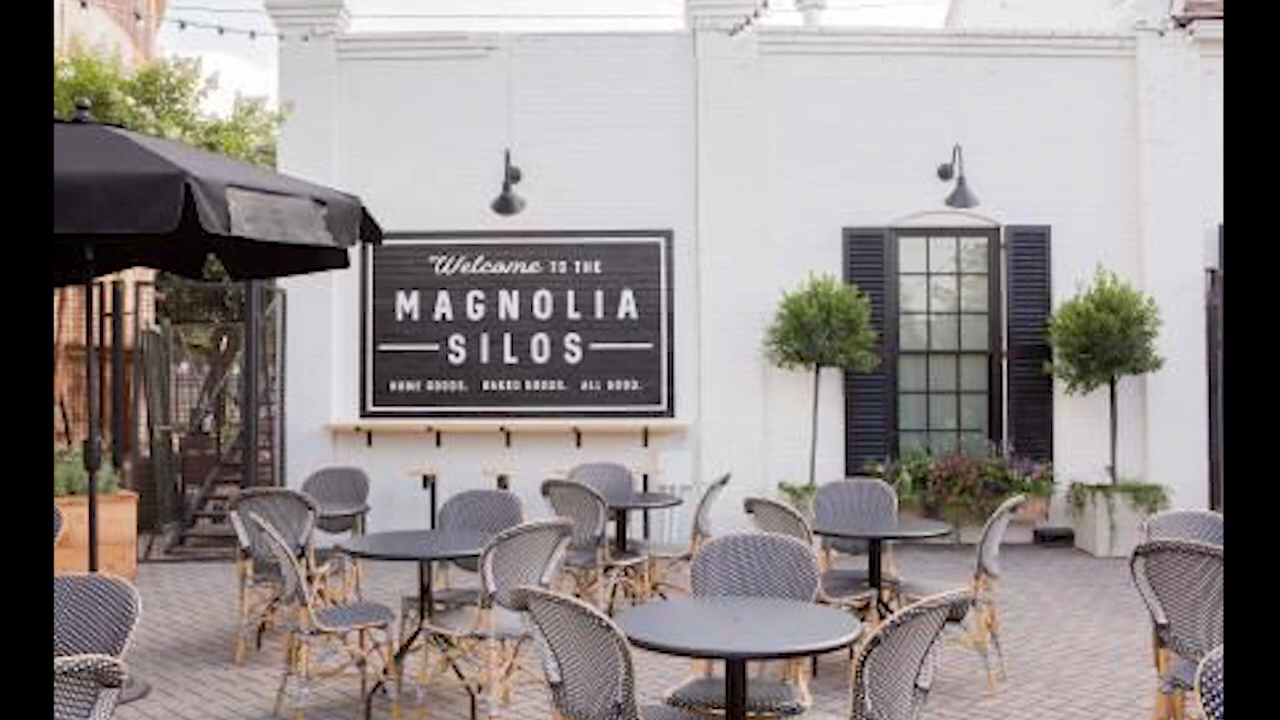 Welcome TO THE
MAGNOLIA
SILOS
HOME GOODS. BAKED GOODS. ALL GOOD.